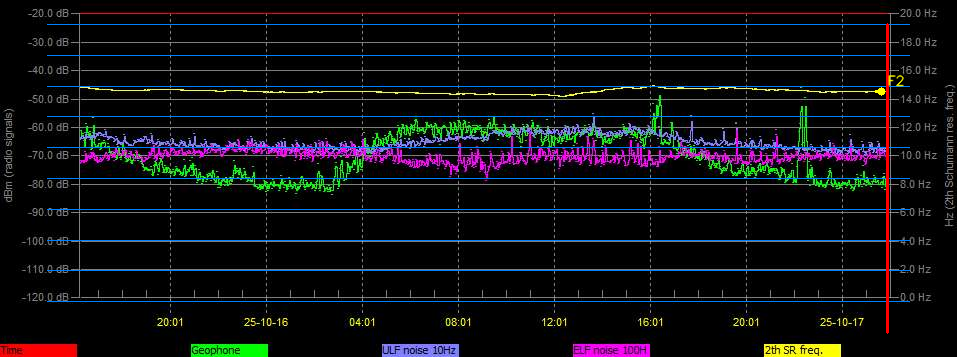 -20.0 dB 20.0 Hz
-30.0 dB 18.0 Hz
-40.0 dB 16.0 Hz
F2
-50.0 dB 14.0 Hz
-60.0 dB 12.0 Hz
-70.0 dB 10.0 Hz
-80.0 dB 8.0 Hz
-90.0 dB 6.0 Hz
-100.0 dB 4.0 Hz
-110.0 dB 2.0 Hz
-120.0 dB 0.0 Hz
dBm (radio signals)
Hz (2th Schumann res. freq.)
20:01 25-10-16 04:01 08:01 12:01 16:01 20:01 25-10-17
Time Geophone ULF noise 10Hz ELF noise 100H 2th SR freq.